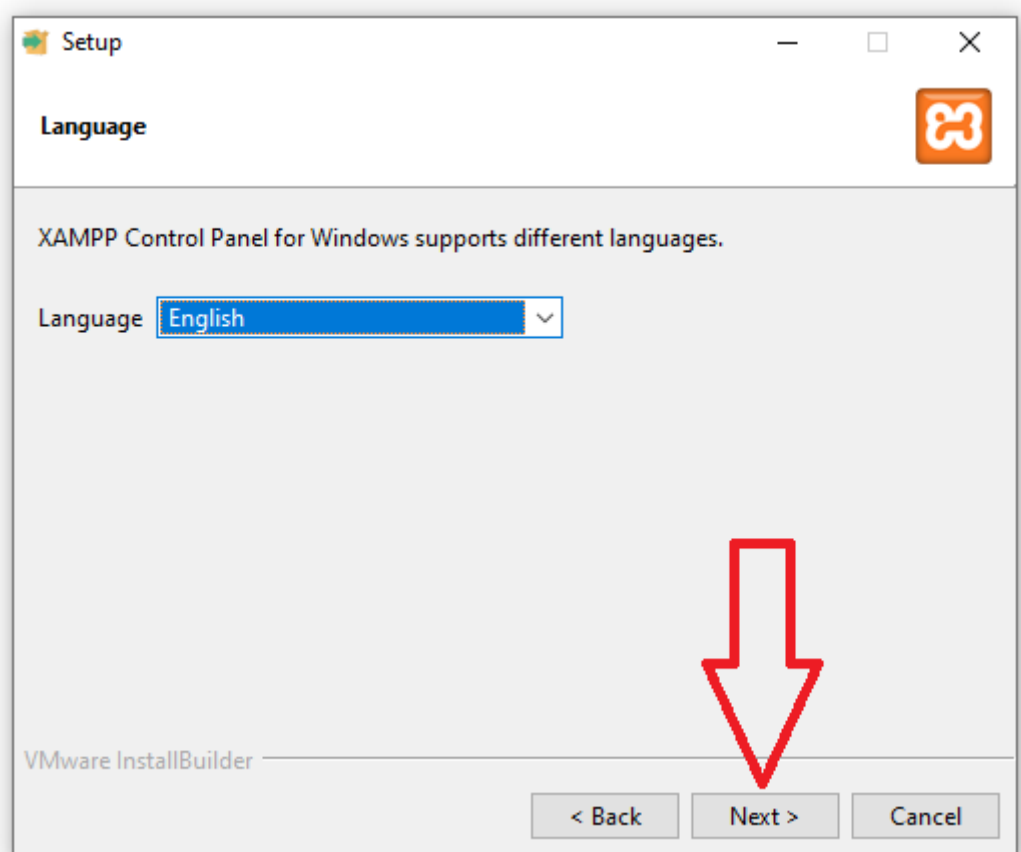 Setup
Language
XAMPP Control Panel for Windows supports different languages.
Language English
VMware InstallBuilder
< Back Next > Cancel